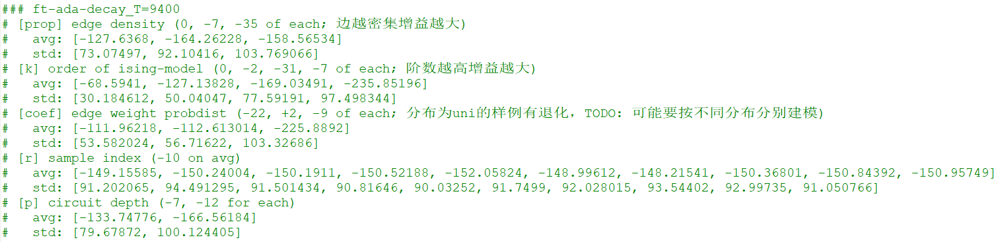 ### ft-ada-decay_T=9400
# [prop] edge density (0, -7, -35 of each; 边越密集增益越大)
#   avg: [-127.6368, -164.26228, -158.56534]
#   std: [73.07497, 92.10416, 103.769066]
# [k] order of ising-model (0, -2, -31, -7 of each; 阶数越高增益越大)
#   avg: [-68.5941, -127.13828, -169.03491, -235.85196]
#   std: [30.184612, 50.04047, 77.59191, 97.498344]
# [coef] edge weight probdist (-22, +2, -9 of each; 分布为uni的样例有退化, TODO: 可能要按不同分布分别建模)
#   avg: [-111.96218, -112.613014, -225.8892]
#   std: [53.582024, 56.71622, 103.32686]
# [r] sample index (-10 on avg)
#   avg: [-149.15585, -150.24004, -150.1911, -150.52188, -152.05824, -148.99612, -148.21541, -150.36801, -150.84392, -150.95749]
#   std: [91.202065, 94.491295, 91.501434, 90.81646, 90.03252, 91.7499, 92.028015, 93.54402, 92.99735, 91.050766]
# [p] circuit depth (-7, -12 for each)
#   avg: [-133.74776, -166.56184]
#   std: [79.67872, 100.124405]